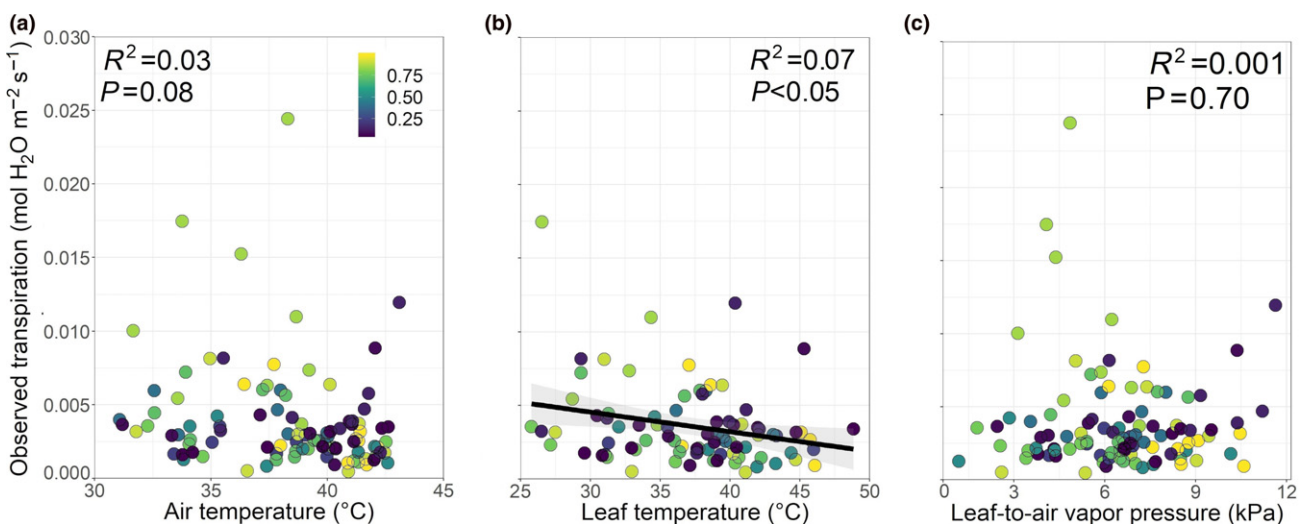 (a)
(b)
(c)
R²=0.03
P=0.08
R²=0.07
P<0.05
R²=0.001
P=0.70
0.75
0.50
0.25
Observed transpiration (mol H₂O m⁻² s⁻¹)
0.030
0.025
0.020
0.015
0.010
0.005
0.000
30 35 40 45
25 30 35 40 45 50
0 3 6 9 12
Air temperature (°C)
Leaf temperature (°C)
Leaf-to-air vapor pressure (kPa)